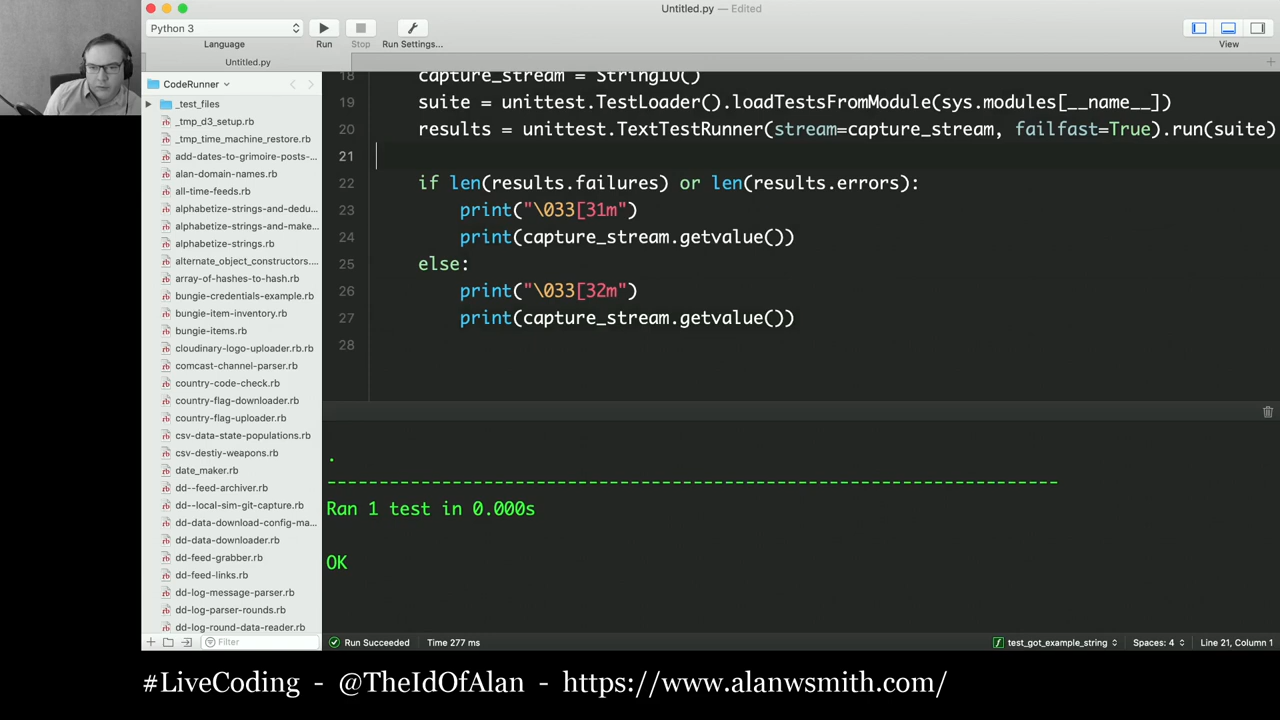 Untitled.py — Edited
Python 3
Language
Run
Stop
Run Settings...
View
Untitled.py
CodeRunner
_test_files
_tmp_d3_setup.rb
_tmp_time_machine_restore.rb
add-dates-to-grimoire-posts-...
alan-domain-names.rb
all-time-feeds.rb
alphabetize-strings-and-dedu...
alphabetize-strings-and-make...
alphabetize-strings.rb
alternate_object_constructors....
array-of-hashes-to-hash.rb
bungie-credentials-example.rb
bungie-item-inventory.rb
bungie-items.rb
cloudinary-logo-uploader.rb.rb
comcast-channel-parser.rb
country-code-check.rb
country-flag-downloader.rb
country-flag-uploader.rb
csv-data-state-populations.rb
csv-destiy-weapons.rb
date_maker.rb
dd--feed-archiver.rb
dd--local-sim-git-capture.rb
dd-data-download-config-ma...
dd-data-downloader.rb
dd-feed-grabber.rb
dd-feed-links.rb
dd-log-message-parser.rb
dd-log-parser-rounds.rb
dd-log-round-data-reader.rb
Filter
18 capture_stream = StringIO()
19 suite = unittest.TestLoader().loadTestsFromModule(sys.modules[__name__])
20 results = unittest.TextTestRunner(stream=capture_stream, failfast=True).run(suite)
21
22 if len(results.failures) or len(results.errors):
23 print("\033[31m")
24 print(capture_stream.getvalue())
25 else:
26 print("\033[32m")
27 print(capture_stream.getvalue())
28
.
----------------------------------------------------------------------
Ran 1 test in 0.000s
OK
Run Succeeded Time 277 ms
test_got_example_string Spaces: 4 Line 21, Column 1
#LiveCoding - @TheIdOfAlan - https://www.alanwsmith.com/